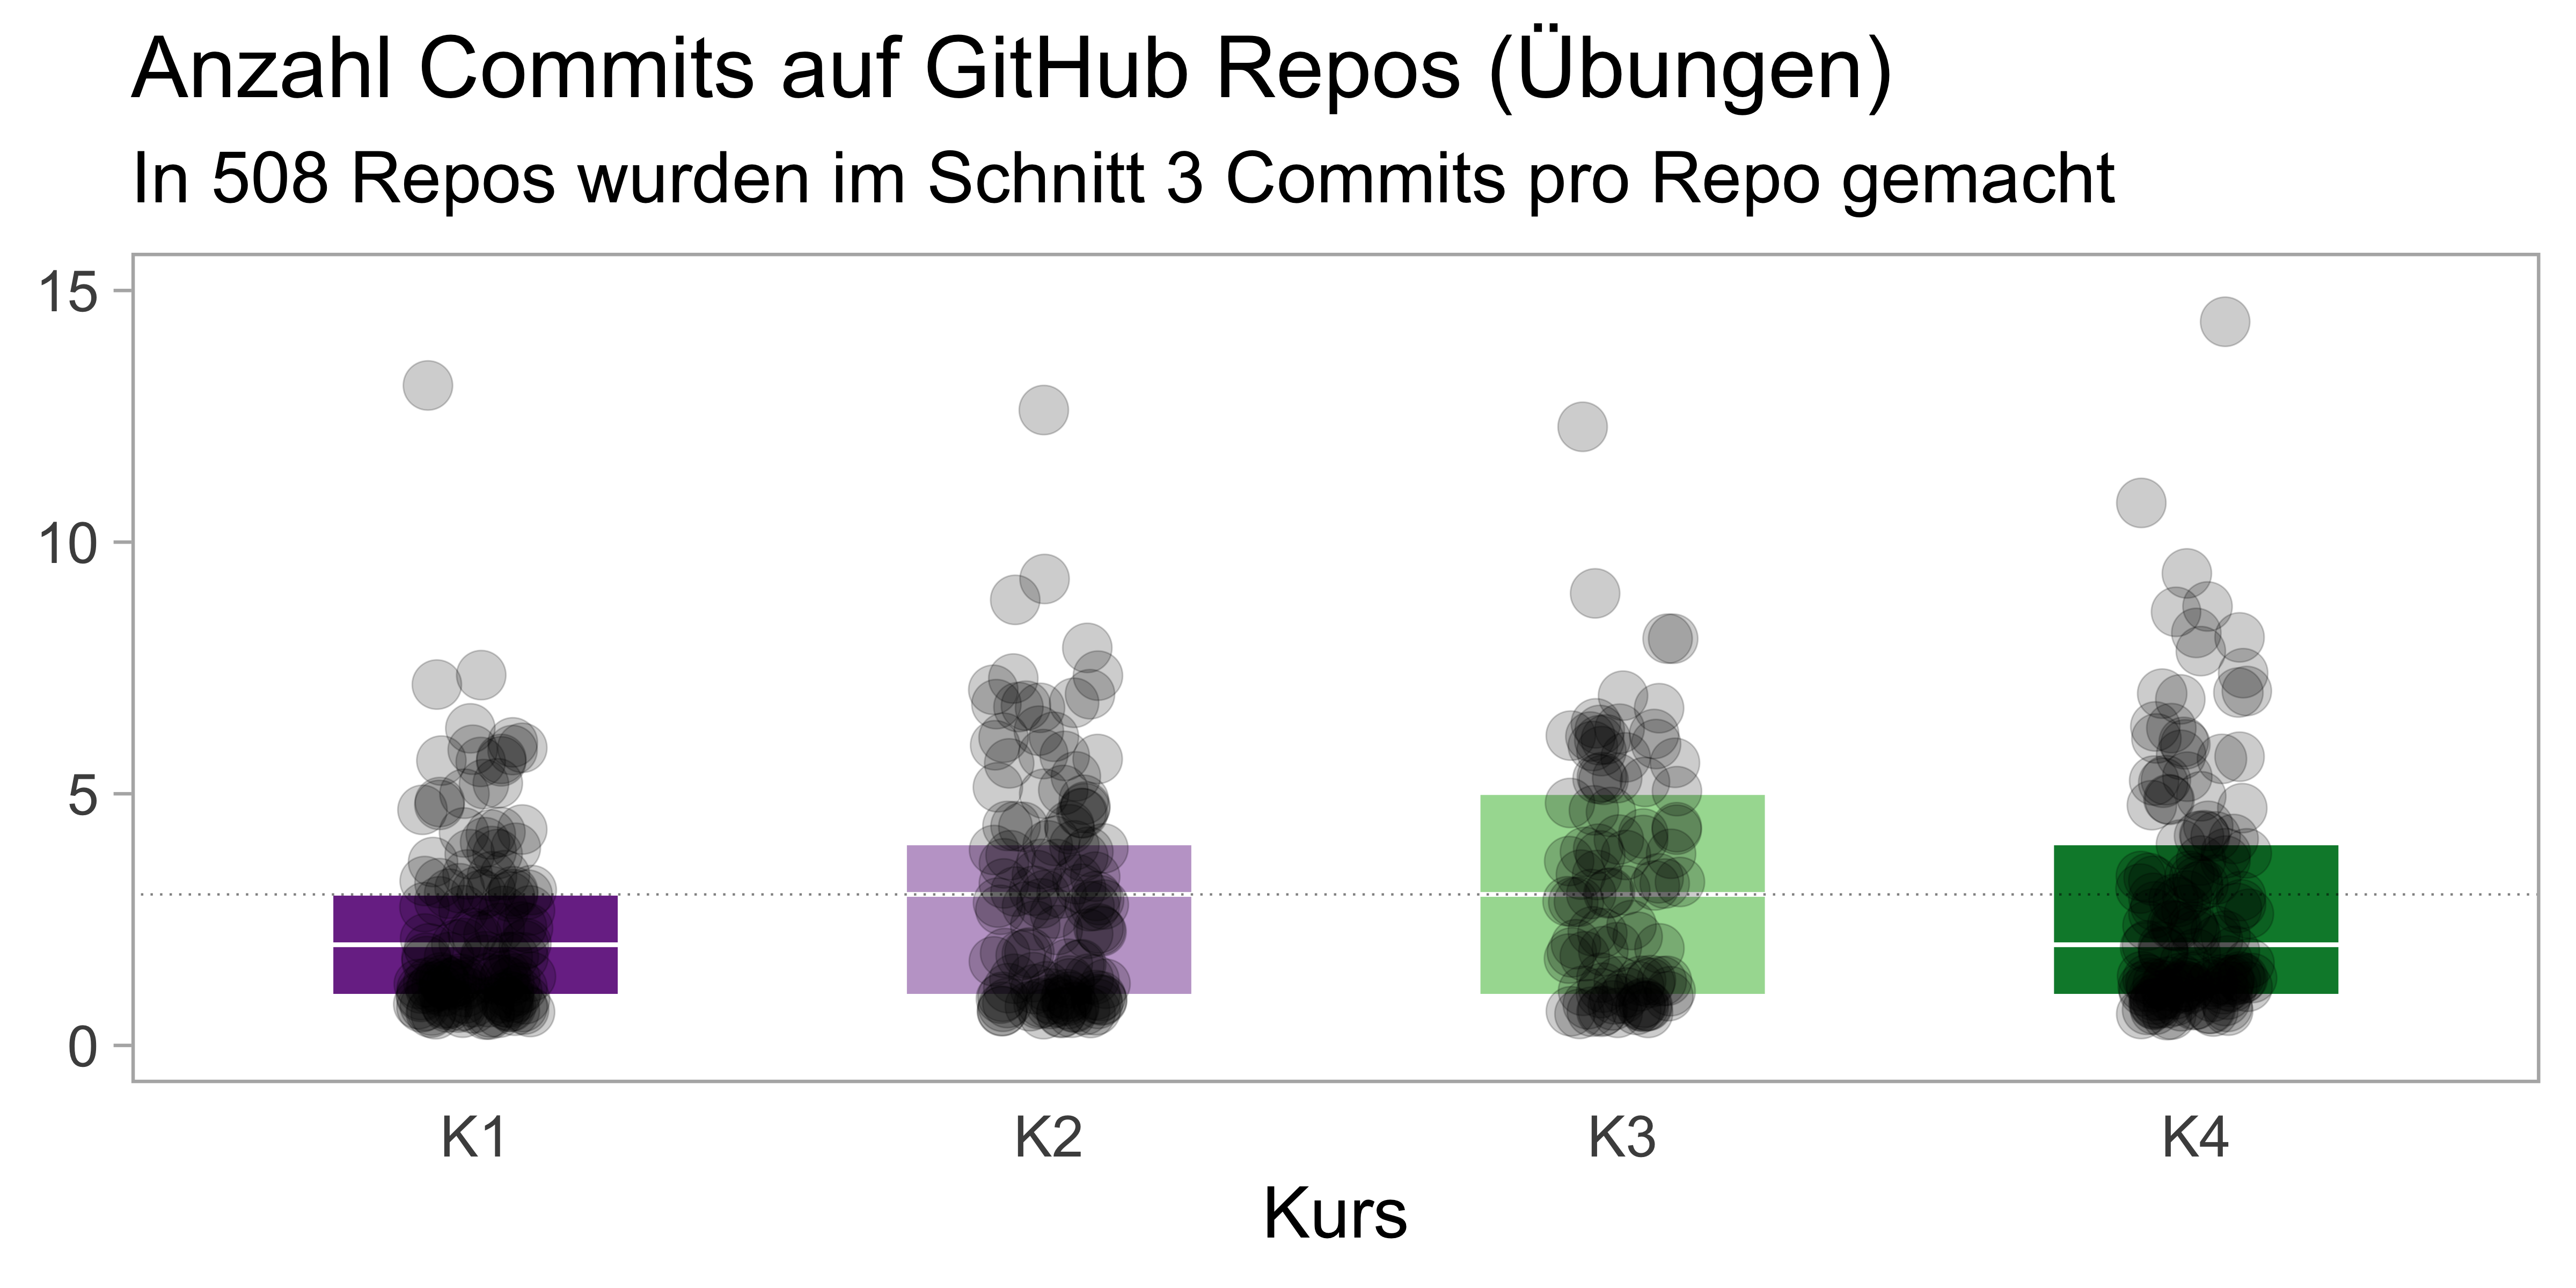 Anzahl Commits auf GitHub Repos (Übungen)
In 508 Repos wurden im Schnitt 3 Commits pro Repo gemacht
15
10
5
0
K1 K2 K3 K4
Kurs